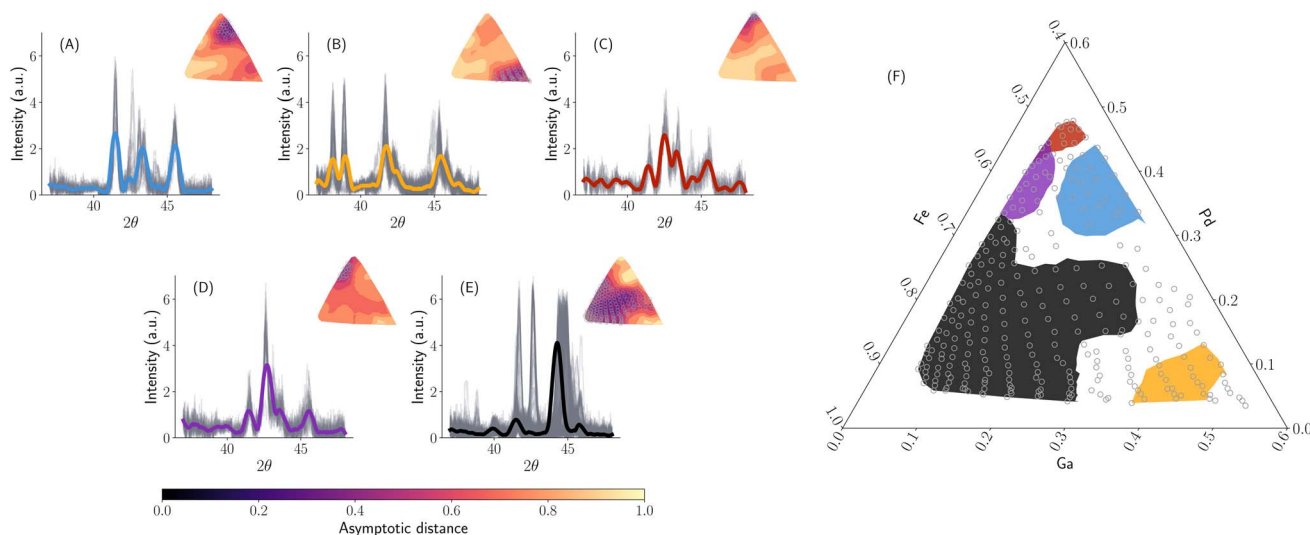 (A)
Intensity (a.u.)
6
4
2
0
40
45
2θ
(B)
Intensity (a.u.)
6
4
2
0
40
45
2θ
(C)
Intensity (a.u.)
6
4
2
0
40
45
2θ
(D)
Intensity (a.u.)
6
4
2
0
40
45
2θ
(E)
Intensity (a.u.)
6
4
2
0
40
45
2θ
0.0 0.2 0.4 0.6 0.8 1.0
Asymptotic distance
(F)
0.4
0.5
0.6
0.7
0.8
0.9
1.0
Fe
0.6
0.5
0.4
0.3
0.2
0.1
0.0
Pd
0.0 0.1 0.2 0.3 0.4 0.5 0.6
Ga